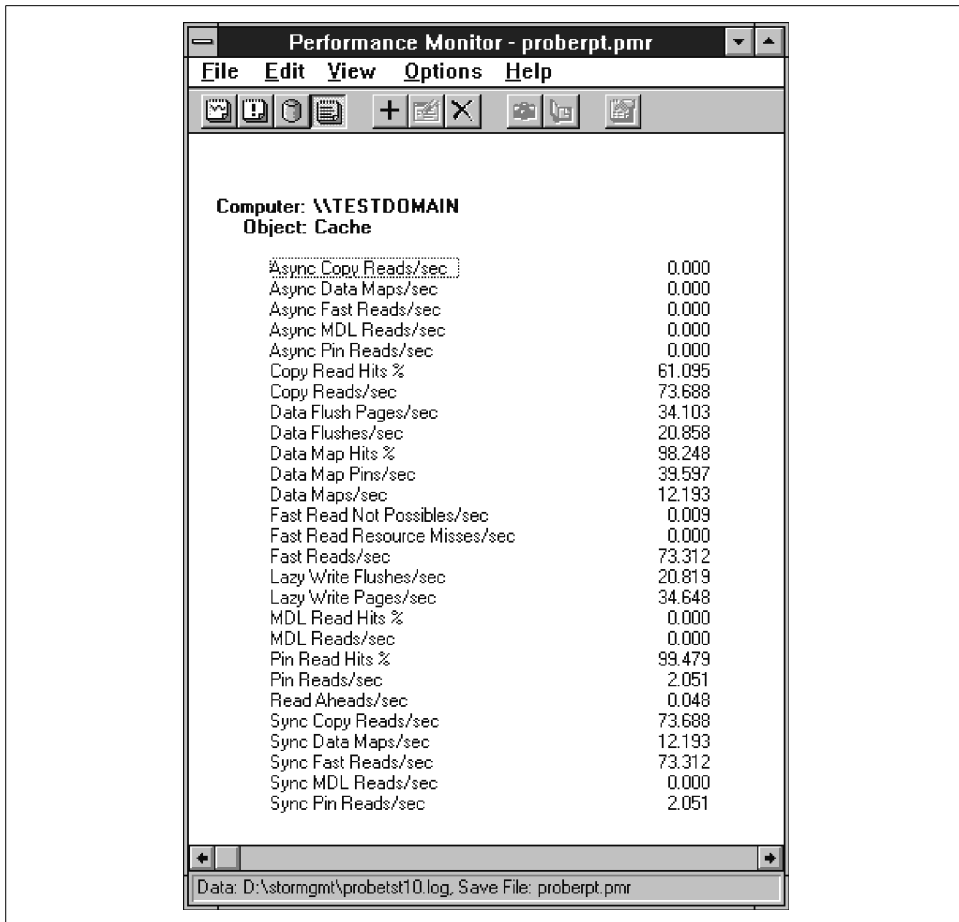 Performance Monitor - proberpt.pmr
File Edit View Options Help
Computer: \\TESTDOMAIN
Object: Cache
Async Copy Reads/sec 0.000
Async Data Maps/sec 0.000
Async Fast Reads/sec 0.000
Async MDL Reads/sec 0.000
Async Pin Reads/sec 0.000
Copy Read Hits % 61.095
Copy Reads/sec 73.688
Data Flush Pages/sec 34.103
Data Flushes/sec 20.858
Data Map Hits % 98.248
Data Map Pins/sec 39.597
Data Maps/sec 12.193
Fast Read Not Possibles/sec 0.009
Fast Read Resource Misses/sec 0.000
Fast Reads/sec 73.312
Lazy Write Flushes/sec 20.819
Lazy Write Pages/sec 34.648
MDL Read Hits % 0.000
MDL Reads/sec 0.000
Pin Read Hits % 99.479
Pin Reads/sec 2.051
Read Aheads/sec 0.048
Sync Copy Reads/sec 73.688
Sync Data Maps/sec 12.193
Sync Fast Reads/sec 73.312
Sync MDL Reads/sec 0.000
Sync Pin Reads/sec 2.051
Data: D:\stormgmt\probetst10.log, Save File: proberpt.pmr